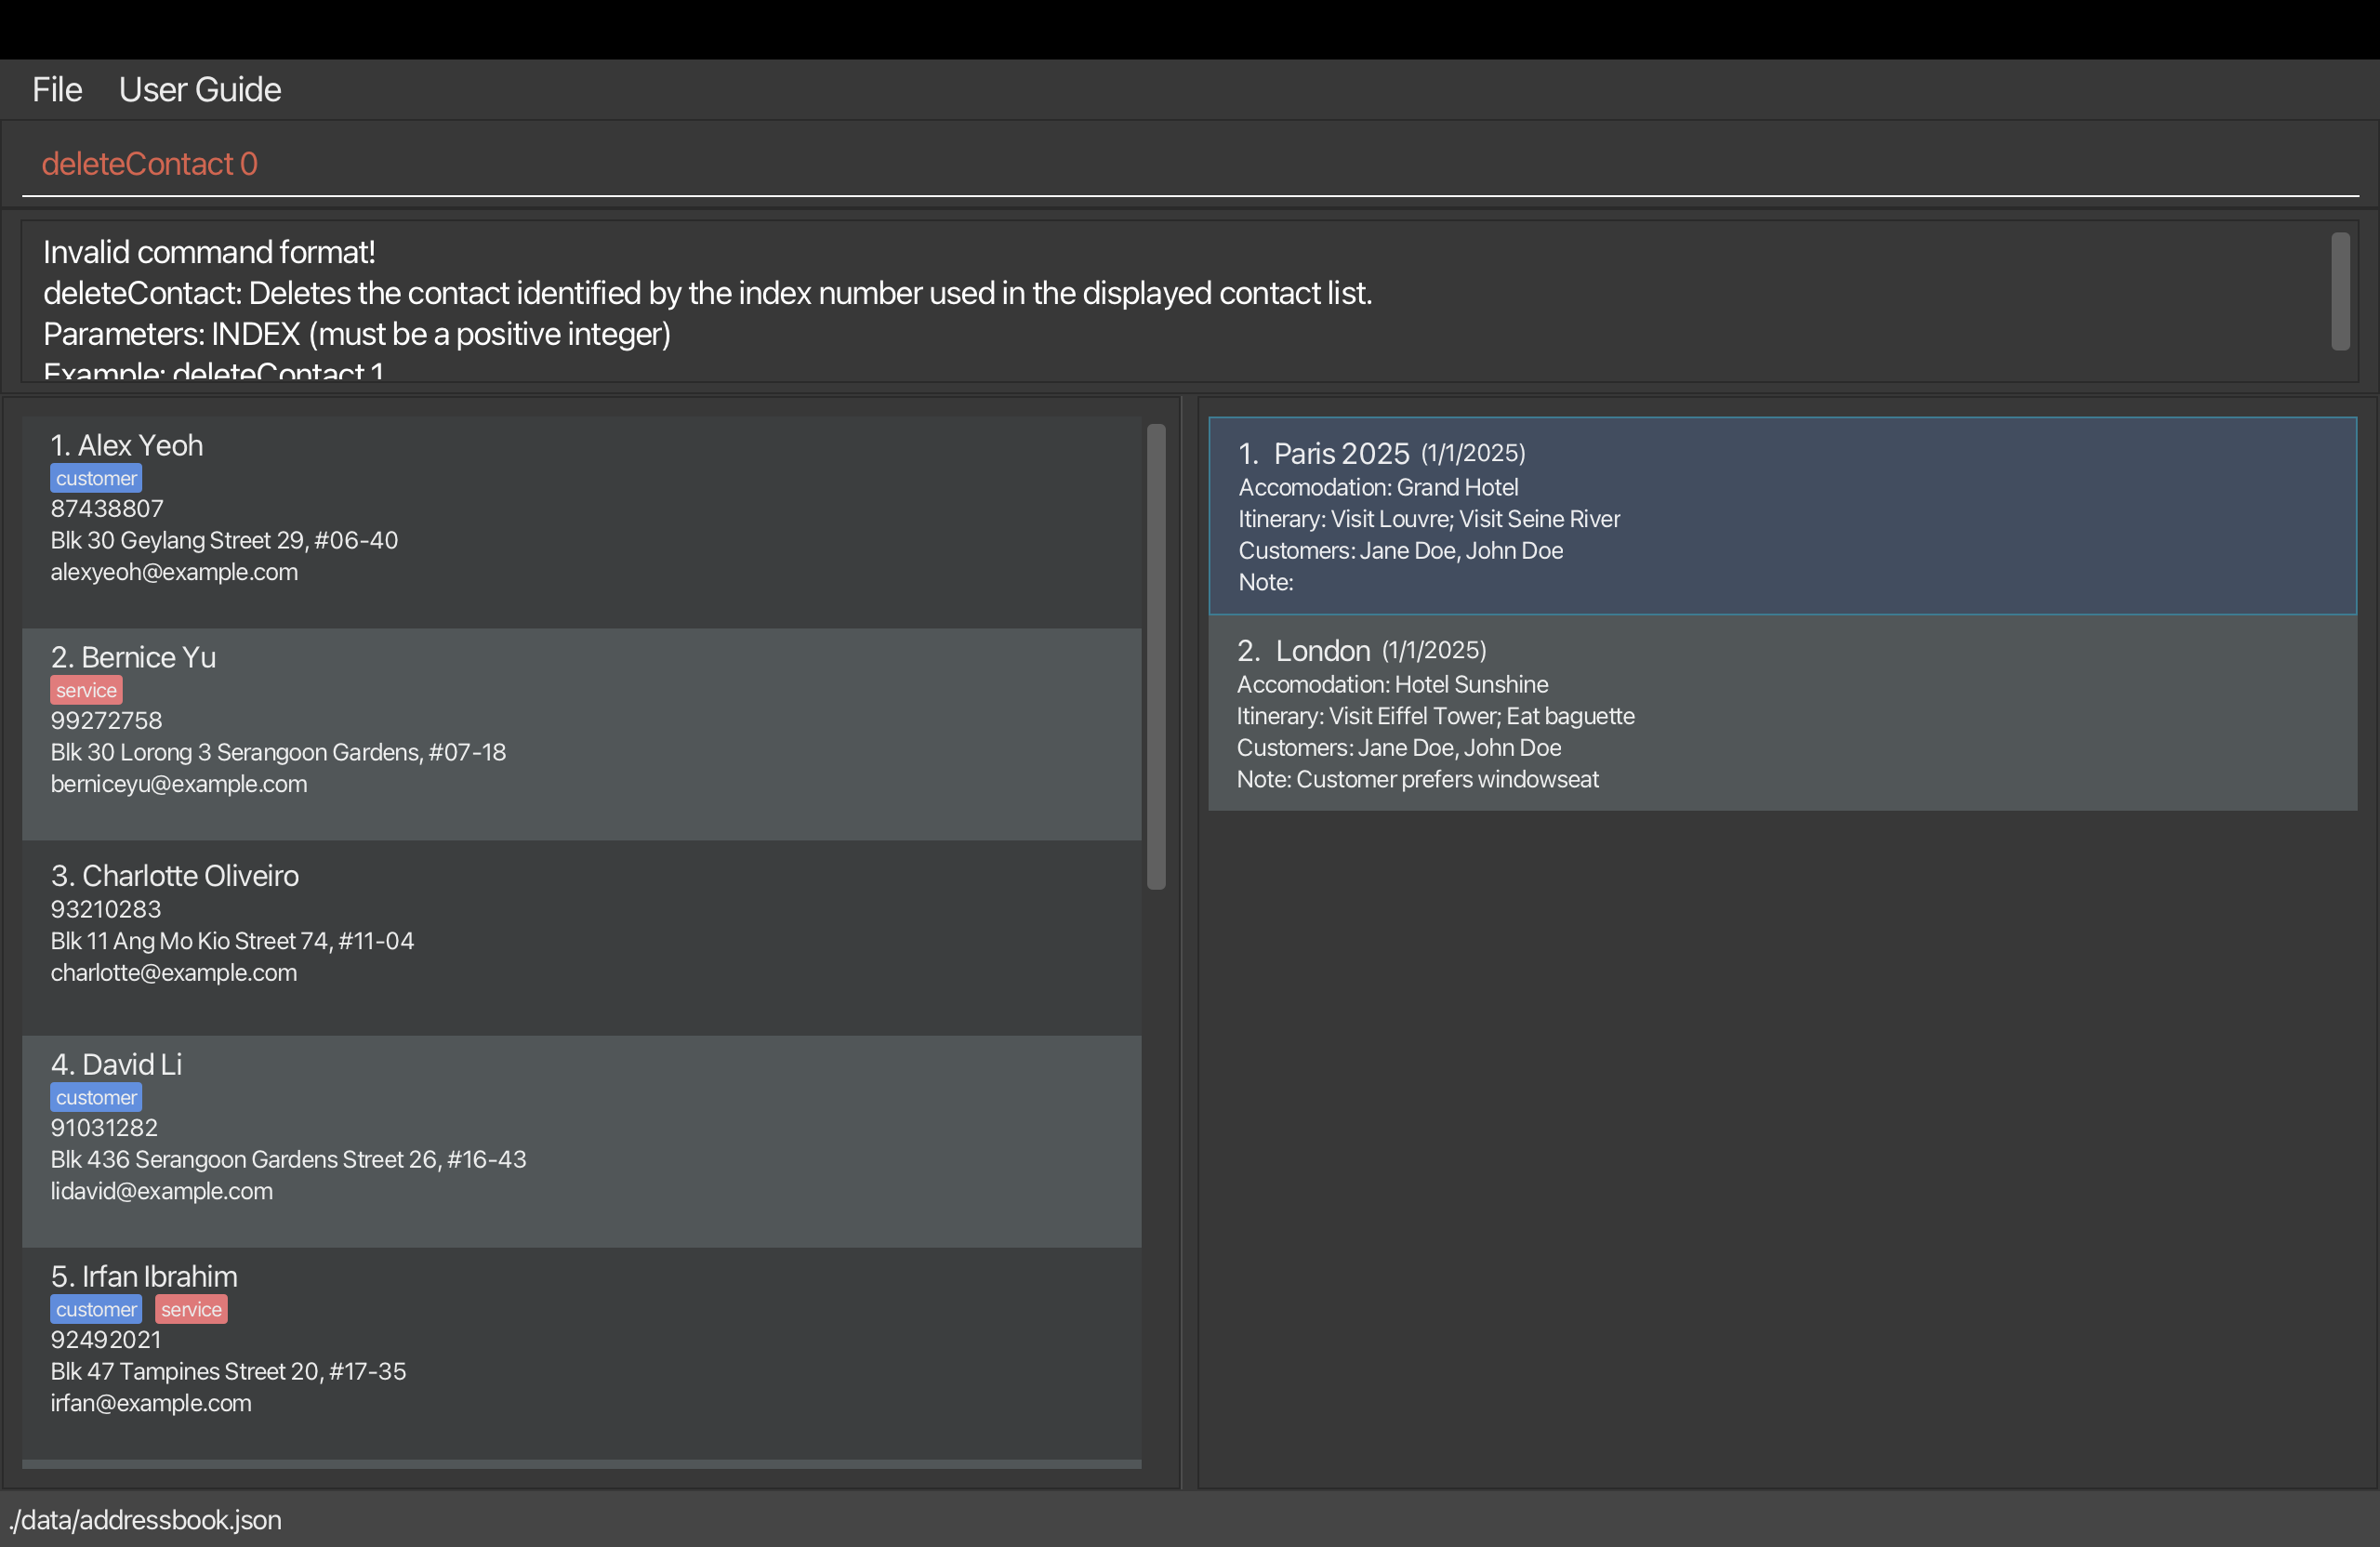 File User Guide
deleteContact 0
Invalid command format!
deleteContact: Deletes the contact identified by the index number used in the displayed contact list.
Parameters: INDEX (must be a positive integer)
Example: deleteContact 1
1. Alex Yeoh
customer
87438807
Blk 30 Geylang Street 29, #06-40
alexyeoh@example.com
2. Bernice Yu
service
99272758
Blk 30 Lorong 3 Serangoon Gardens, #07-18
berniceyu@example.com
3. Charlotte Oliveiro
93210283
Blk 11 Ang Mo Kio Street 74, #11-04
charlotte@example.com
4. David Li
customer
91031282
Blk 436 Serangoon Gardens Street 26, #16-43
lidavid@example.com
5. Irfan Ibrahim
customer service
92492021
Blk 47 Tampines Street 20, #17-35
irfan@example.com
1. Paris 2025 (1/1/2025)
Accomodation: Grand Hotel
Itinerary: Visit Louvre; Visit Seine River
Customers: Jane Doe, John Doe
Note:
2. London (1/1/2025)
Accomodation: Hotel Sunshine
Itinerary: Visit Eiffel Tower; Eat baguette
Customers: Jane Doe, John Doe
Note: Customer prefers windowseat
./data/addressbook.json